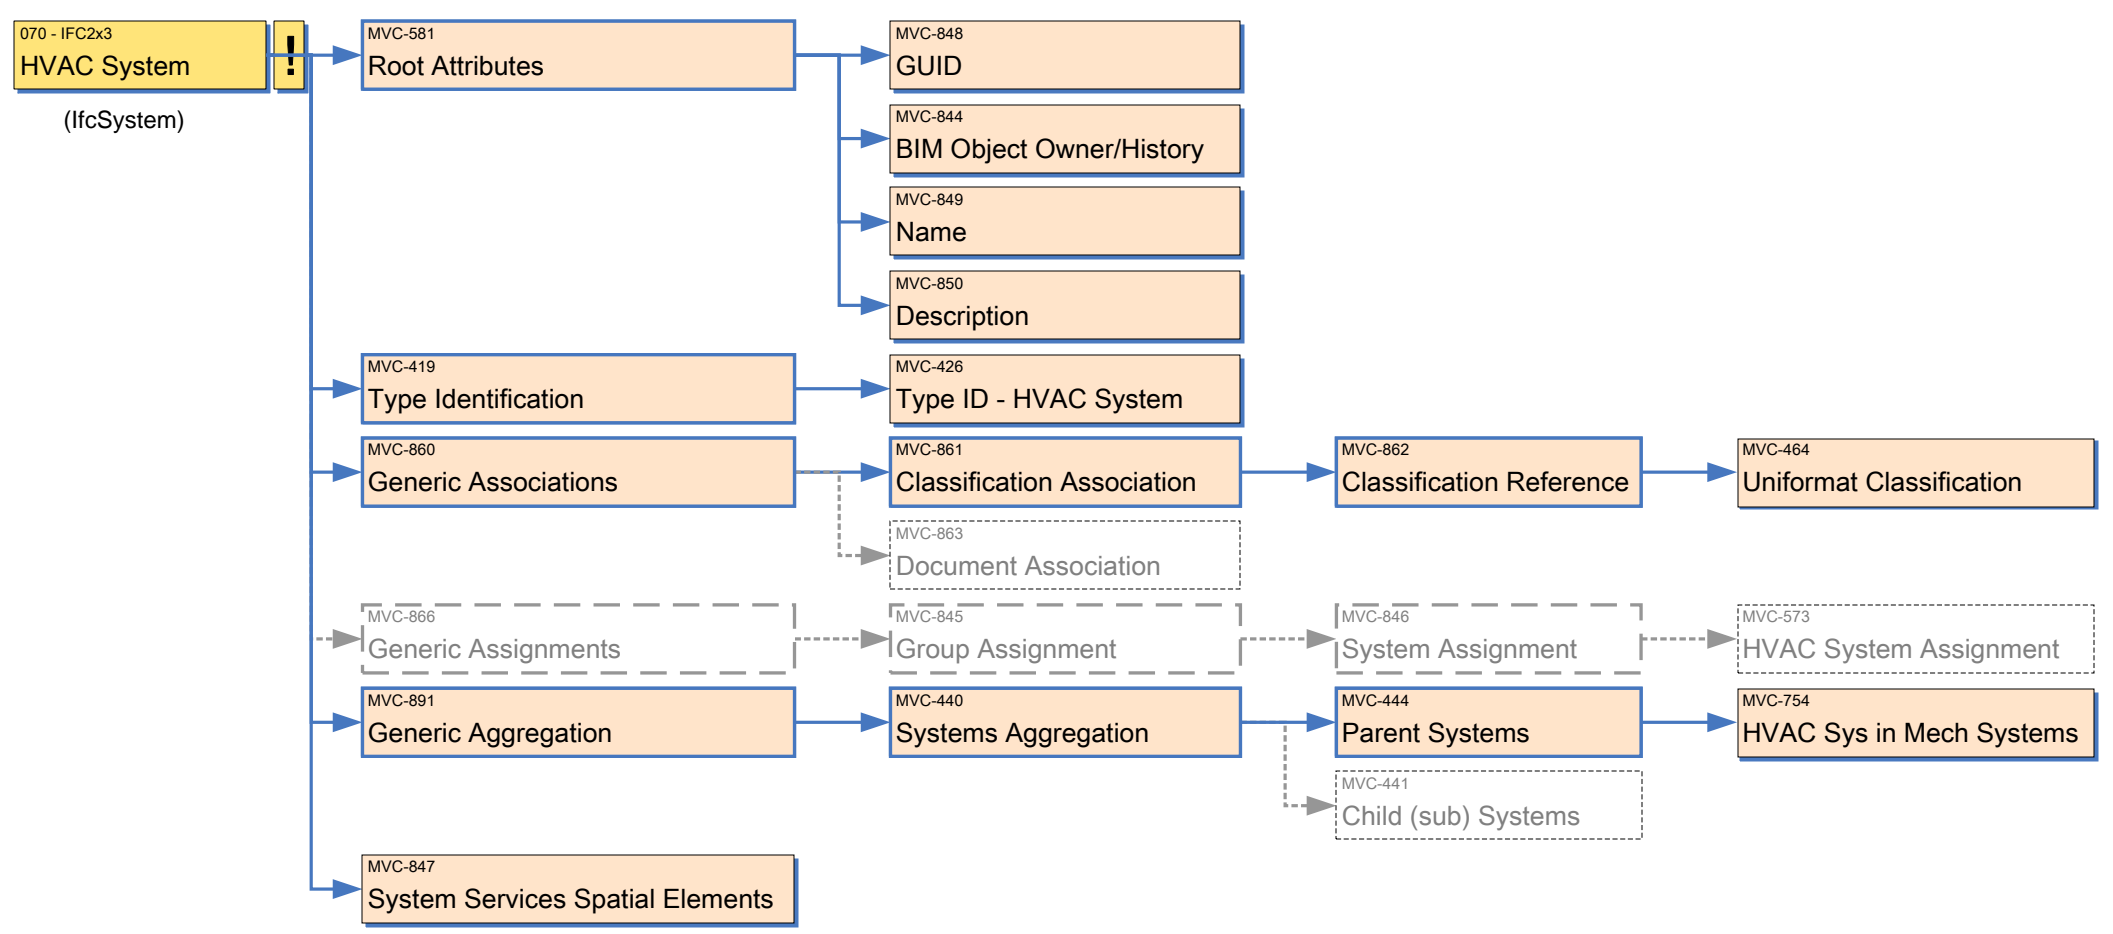 070 - IFC2x3
HVAC System
!
(IfcSystem)
MVC-581
Root Attributes
MVC-848
GUID
MVC-844
BIM Object Owner/History
MVC-849
Name
MVC-850
Description
MVC-419
Type Identification
MVC-426
Type ID - HVAC System
MVC-860
Generic Associations
MVC-861
Classification Association
MVC-862
Classification Reference
MVC-464
Uniformat Classification
MVC-863
Document Association
MVC-866
Generic Assignments
MVC-845
Group Assignment
MVC-846
System Assignment
MVC-573
HVAC System Assignment
MVC-891
Generic Aggregation
MVC-440
Systems Aggregation
MVC-444
Parent Systems
MVC-754
HVAC Sys in Mech Systems
MVC-441
Child (sub) Systems
MVC-847
System Services Spatial Elements